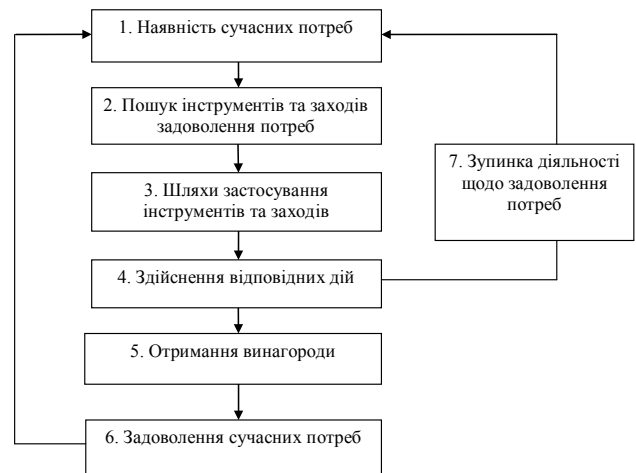 1. Наявність сучасних потреб
2. Пошук інструментів та заходів
задоволення потреб
3. Шляхи застосування
інструментів та заходів
4. Здійснення відповідних дій
5. Отримання винагороди
6. Задоволення сучасних потреб
7. Зупинка діяльності
щодо задоволення
потреб